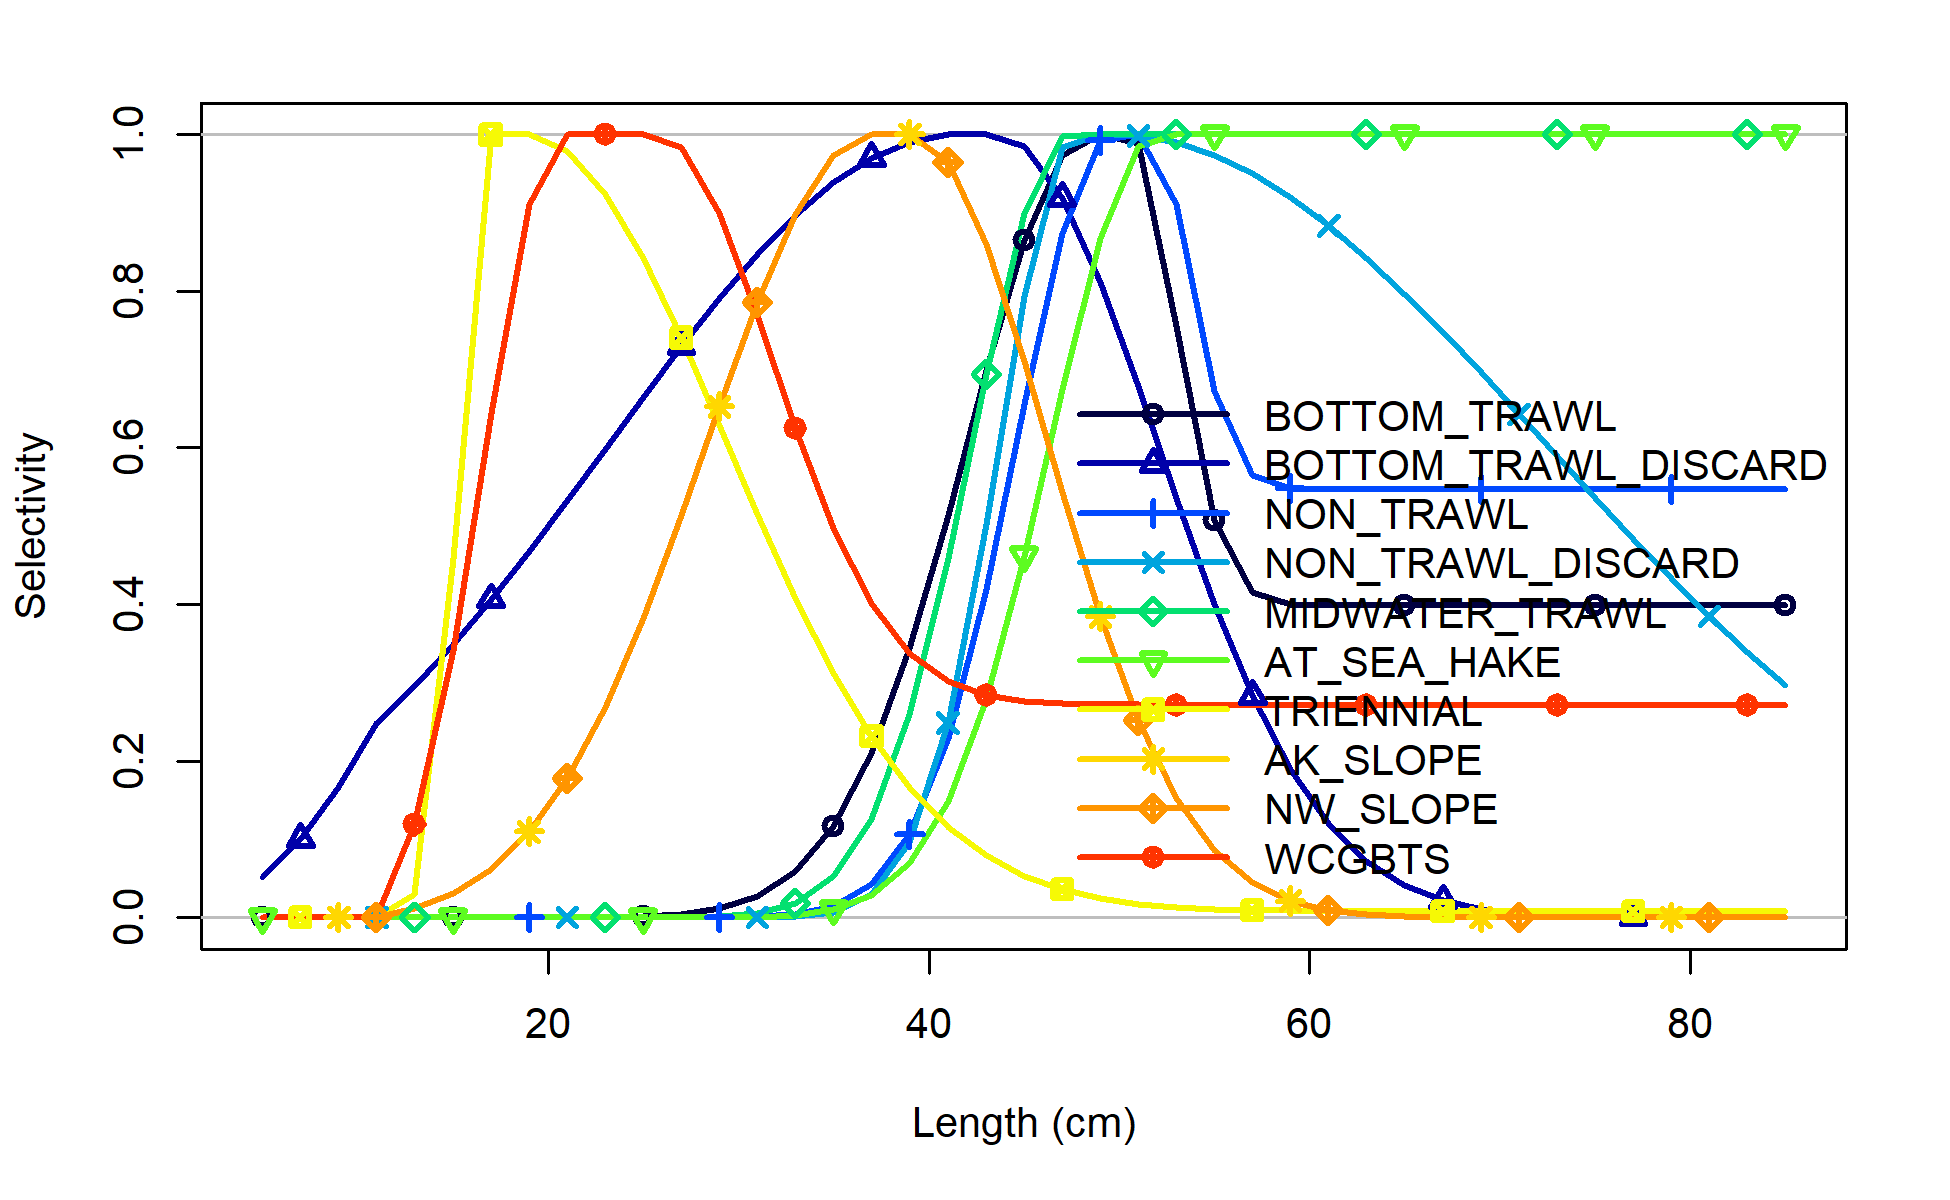 1.0
0.8
0.6
0.4
0.2
0.0
Selectivity
BOTTOM_TRAWL
BOTTOM_TRAWL_DISCARD
NON_TRAWL
NON_TRAWL_DISCARD
MIDWATER_TRAWL
AT_SEA_HAKE
TRIENNIAL
AK_SLOPE
NW_SLOPE
WCGBTS
20 40 60 80
Length (cm)